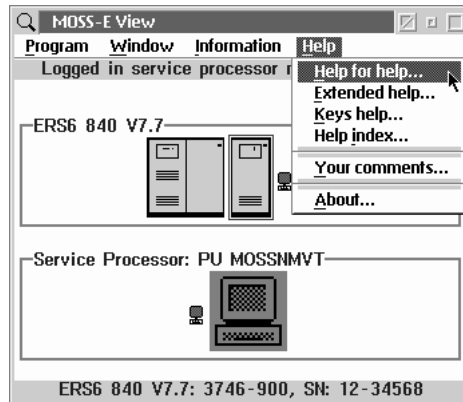 MOSS-E View
Program Window Information Help
Logged in service processor
Help for help...
Extended help...
Keys help...
Help index...
Your comments...
About...
ERS6 840 V7.7
Service Processor: PU MOSSNMVT
ERS6 840 V7.7: 3746-900, SN: 12-34568